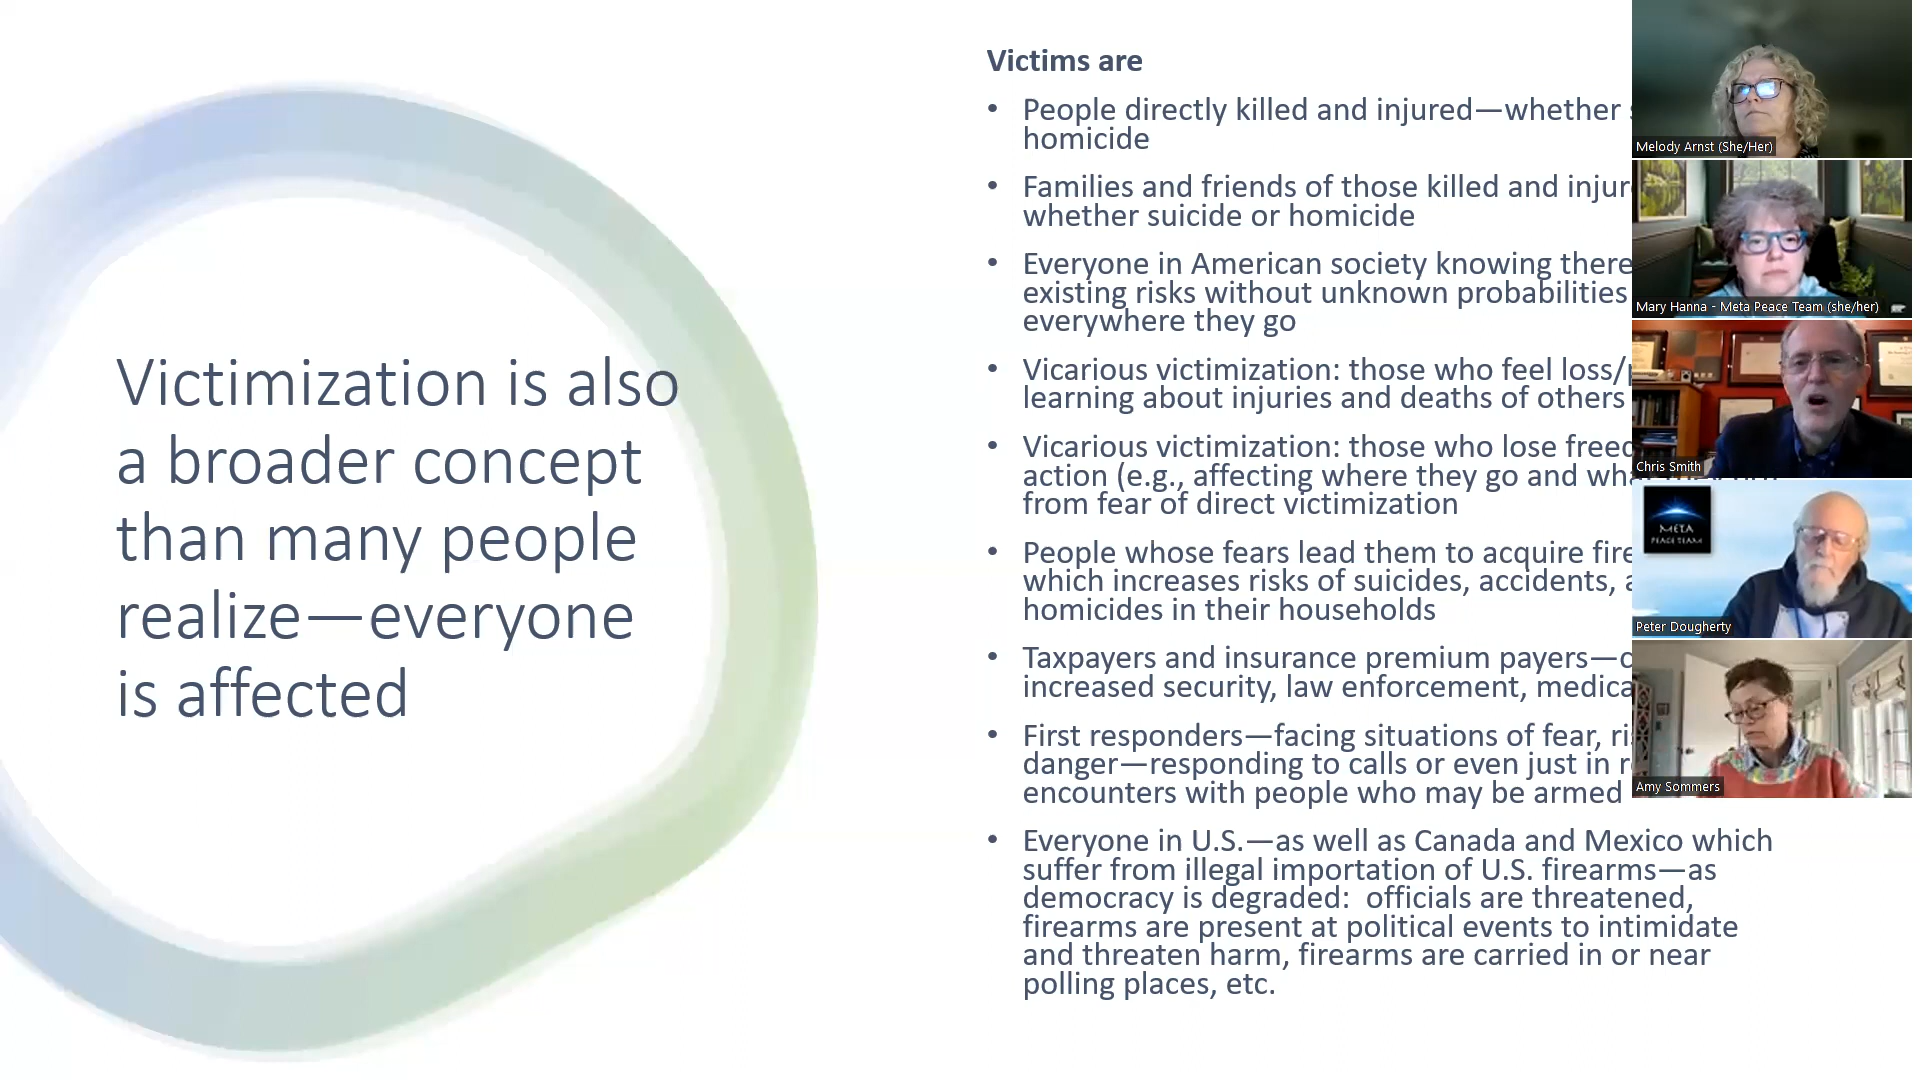 Victimization is also
a broader concept
than many people
realize—everyone
is affected
Victims are
• People directly killed and injured—whether
homicide
• Families and friends of those killed and
whether suicide or homicide
• Everyone in American society knowing there
existing risks without unknown probabilities
everywhere they go
• Vicarious victimization: those who feel loss/
learning about injuries and deaths of others
• Vicarious victimization: those who lose
action (e.g., affecting where they go and
from fear of direct victimization
• People whose fears lead them to acquire
which increases risks of suicides, accidents,
homicides in their households
• Taxpayers and insurance premium payers—
increased security, law enforcement,
• First responders—facing situations of fear,
danger—responding to calls or even just in
encounters with people who may be armed
• Everyone in U.S.—as well as Canada and Mexico which
suffer from illegal importation of U.S. firearms—as
democracy is degraded:  officials are threatened,
firearms are present at political events to intimidate
and threaten harm, firearms are carried in or near
polling places, etc.
Melody Arnst (She/Her)
Mary Hanna - Meta Peace Team (she/her)
Chris Smith
META
PEACE TEAM
Peter Dougherty
Amy Sommers